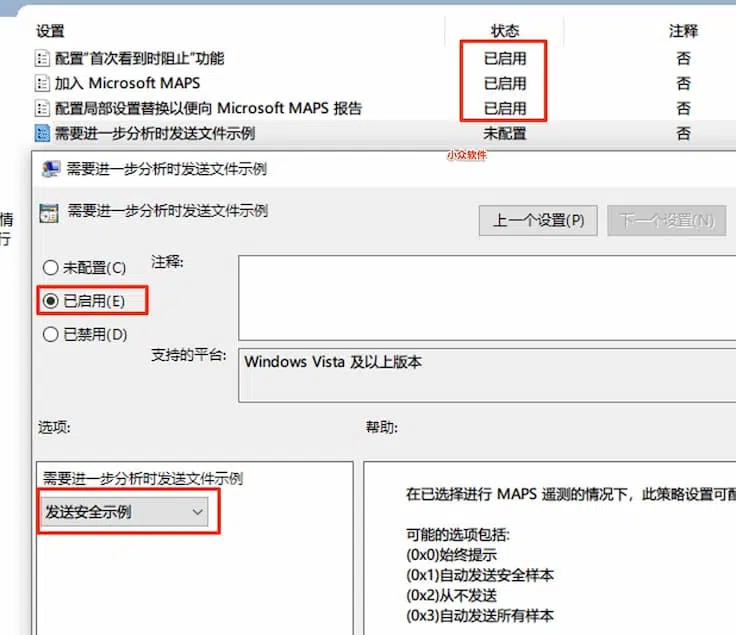 设置 状态 注释
配置"首次看到时阻止"功能 已启用 否
加入 Microsoft MAPS 已启用 否
配置局部设置替换以便向 Microsoft MAPS 报告 已启用 否
需要进一步分析时发送文件示例 未配置 否
小众软件
需要进一步分析时发送文件示例
需要进一步分析时发送文件示例
情
行
上一个设置(P) 下一个设置(N)
未配置(C) 注释:
已启用(E)
已禁用(D)
支持的平台: Windows Vista 及以上版本
选项: 帮助:
需要进一步分析时发送文件示例
发送安全示例
在已选择进行 MAPS 遥测的情况下，此策略设置可配
可能的选项包括:
(0x0)始终提示
(0x1)自动发送安全样本
(0x2)从不发送
(0x3)自动发送所有样本